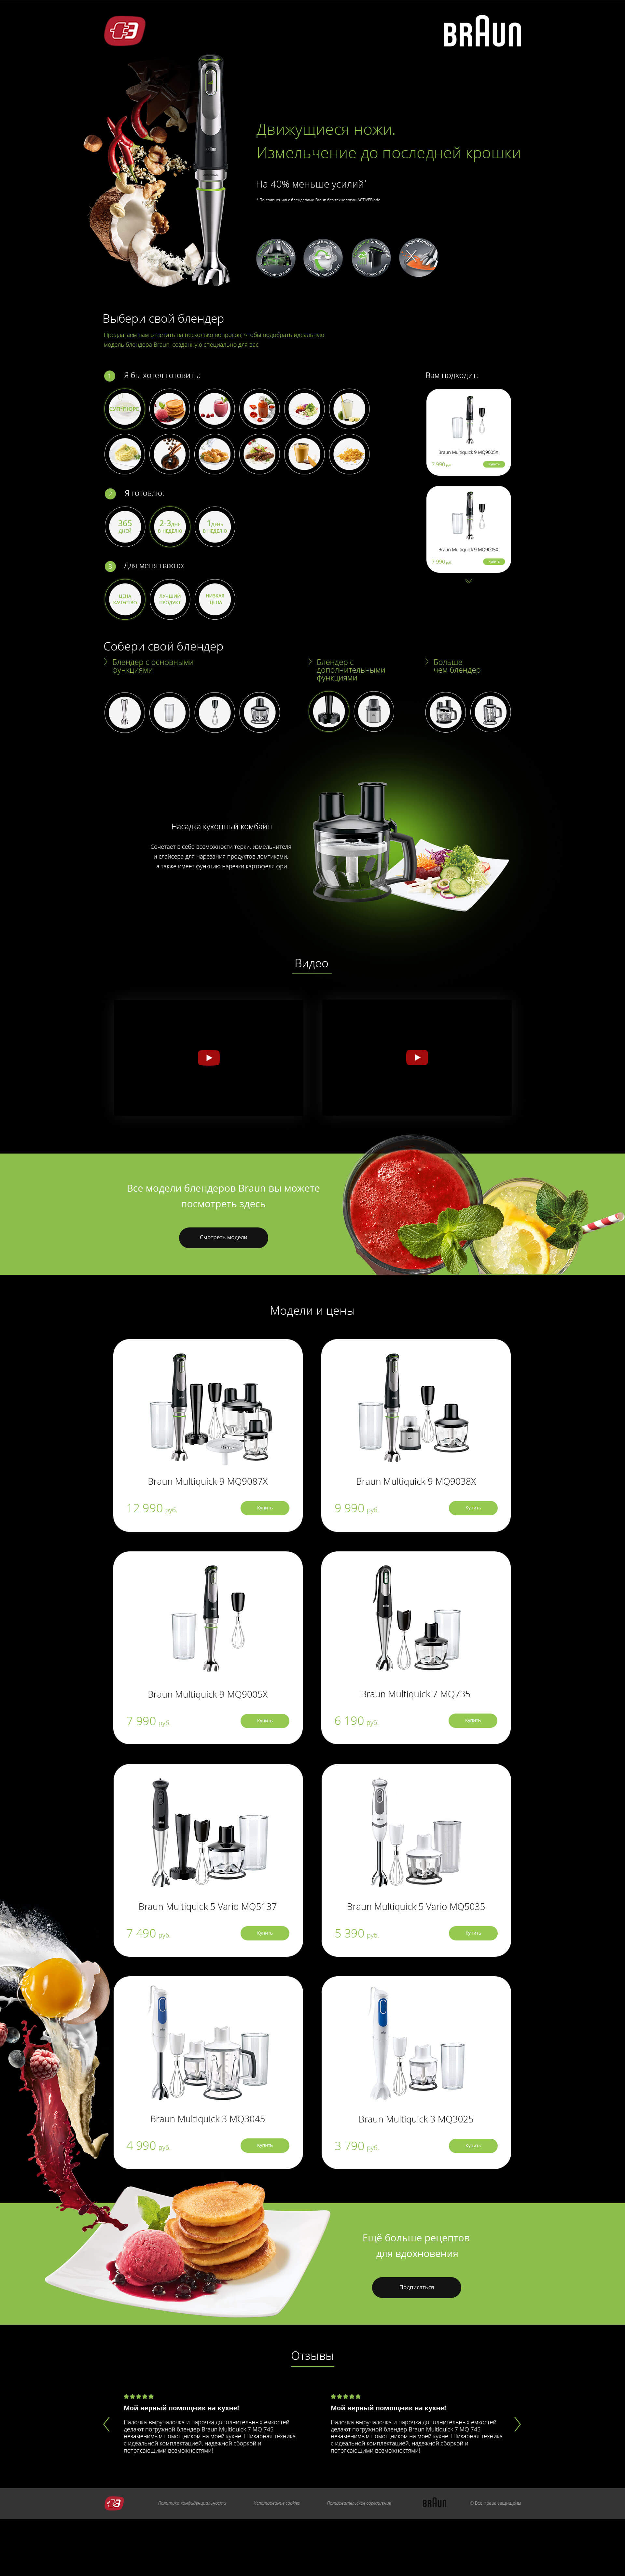 BRAUN
Движущиеся ножи.
Измельчение до последней крошки
На 40% меньше усилий*
* По сравнению с блендерами Braun без технологии ACTIVEBlade
Выбери свой блендер
Предлагаем вам ответить на несколько вопросов, чтобы подобрать идеальную
модель блендера Braun, созданную специально для вас
1 Я бы хотел готовить:
Вам подходит:
СУП-ПЮРЕ
Braun Multiquick 9 MQ9005X
7 990 руб. Купить
2 Я готовлю:
365
ДНЕЙ
2-3 ДНЯ
В НЕДЕЛЮ
1 ДЕНЬ
В НЕДЕЛЮ
Braun Multiquick 9 MQ9005X
7 990 руб. Купить
3 Для меня важно:
ЦЕНА
КАЧЕСТВО
ЛУЧШИЙ
ПРОДУКТ
НИЗКАЯ
ЦЕНА
Собери свой блендер
Блендер с основными
функциями
Блендер с
дополнительными
функциями
Больше
чем блендер
Насадка кухонный комбайн
Сочетает в себе возможности терки, измельчителя
и слайсера для нарезания продуктов ломтиками,
а также имеет функцию нарезки картофеля фри
Видео
Все модели блендеров Braun вы можете
посмотреть здесь
Смотреть модели
Модели и цены
Braun Multiquick 9 MQ9087X
12 990 руб. Купить
Braun Multiquick 9 MQ9038X
9 990 руб. Купить
Braun Multiquick 9 MQ9005X
7 990 руб. Купить
Braun Multiquick 7 MQ735
6 190 руб. Купить
Braun Multiquick 5 Vario MQ5137
7 490 руб. Купить
Braun Multiquick 5 Vario MQ5035
5 390 руб. Купить
Braun Multiquick 3 MQ3045
4 990 руб. Купить
Braun Multiquick 3 MQ3025
3 790 руб. Купить
Ещё больше рецептов
для вдохновения
Подписаться
Отзывы
Мой верный помощник на кухне!
Палочка-выручалочка и парочка дополнительных емкостей
делают погружной блендер Braun Multiquick 7 MQ 745
незаменимым помощником на моей кухне. Шикарная техника
с идеальной комплектацией, надежной сборкой и
потрясающими возможностями!
Мой верный помощник на кухне!
Палочка-выручалочка и парочка дополнительных емкостей
делают погружной блендер Braun Multiquick 7 MQ 745
незаменимым помощником на моей кухне. Шикарная техника
с идеальной комплектацией, надежной сборкой и
потрясающими возможностями!
Политика конфиденциальности
Использование cookies
Пользовательское соглашение
BRAUN
© Все права защищены